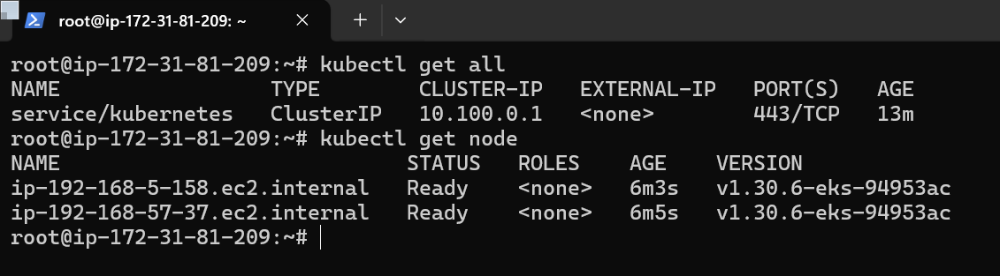 root@ip-172-31-81-209: ~
root@ip-172-31-81-209:~# kubectl get all
NAME                 TYPE        CLUSTER-IP   EXTERNAL-IP   PORT(S)   AGE
service/kubernetes   ClusterIP   10.100.0.1   <none>        443/TCP   13m
root@ip-172-31-81-209:~# kubectl get node
NAME                            STATUS   ROLES    AGE    VERSION
ip-192-168-5-158.ec2.internal   Ready    <none>   6m3s   v1.30.6-eks-94953ac
ip-192-168-57-37.ec2.internal   Ready    <none>   6m5s   v1.30.6-eks-94953ac
root@ip-172-31-81-209:~#